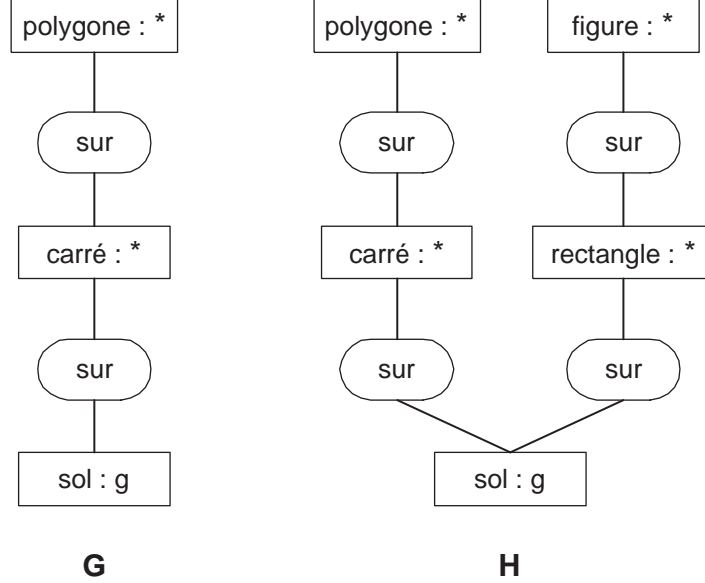 polygone : *
sur
carré : *
sur
sol : g
G
polygone : *
figure : *
sur
sur
carré : *
rectangle : *
sur
sur
sol : g
H